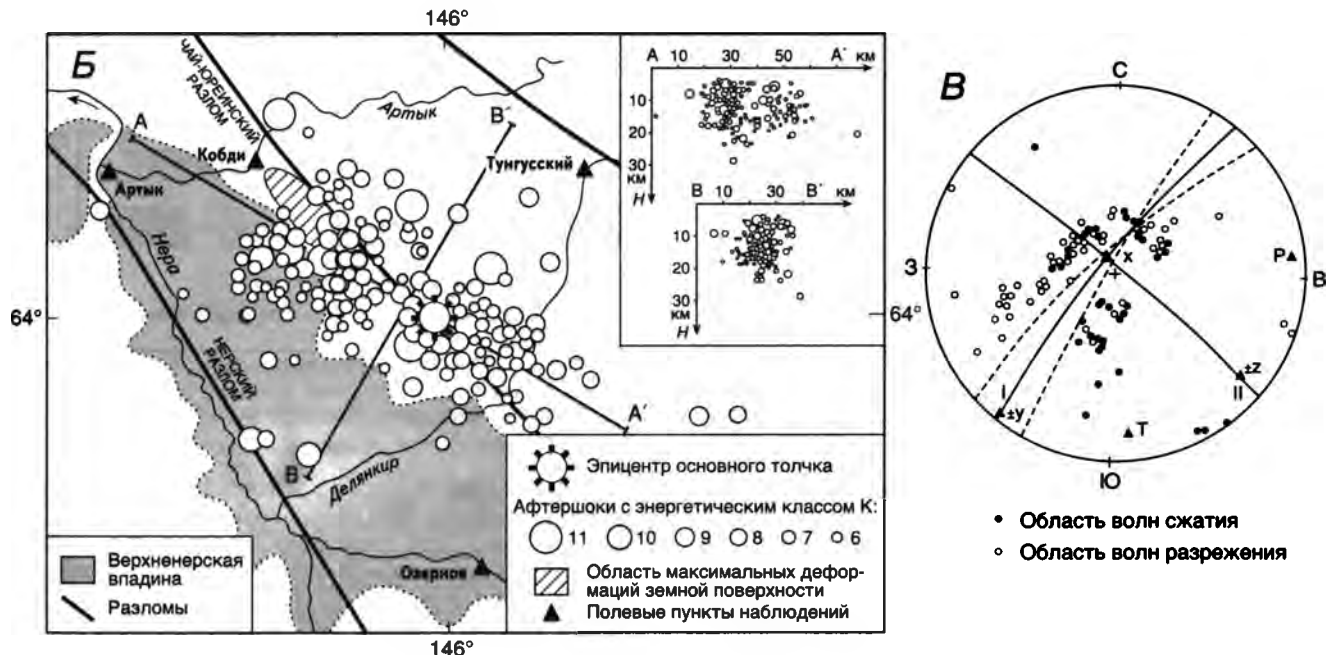 146°
Б
ЧАЙ-ЮРЕИНСКИЙ
РАЗЛОМ
Артык
А
Кобди
Артык
В´
Тунгусский
Нера
64°
НЕРСКИЙ
РАЗЛОМ
В
Делянкир
А´
Озерное
146°
А 10 30 50 А´ км
10
20
30
км
Н
В 10 30 В´ км
10
20
30
км
Н
64°
Верхненерская
впадина
Разломы
Эпицентр основного толчка
Афтершоки с энергетическим классом К:
11 10 9 8 7 6
Область максимальных дефор-
маций земной поверхности
Полевые пункты наблюдений
В
С
З
х
+
Р
В
±z
I
II
±y
Т
Ю
Область волн сжатия
Область волн разрежения